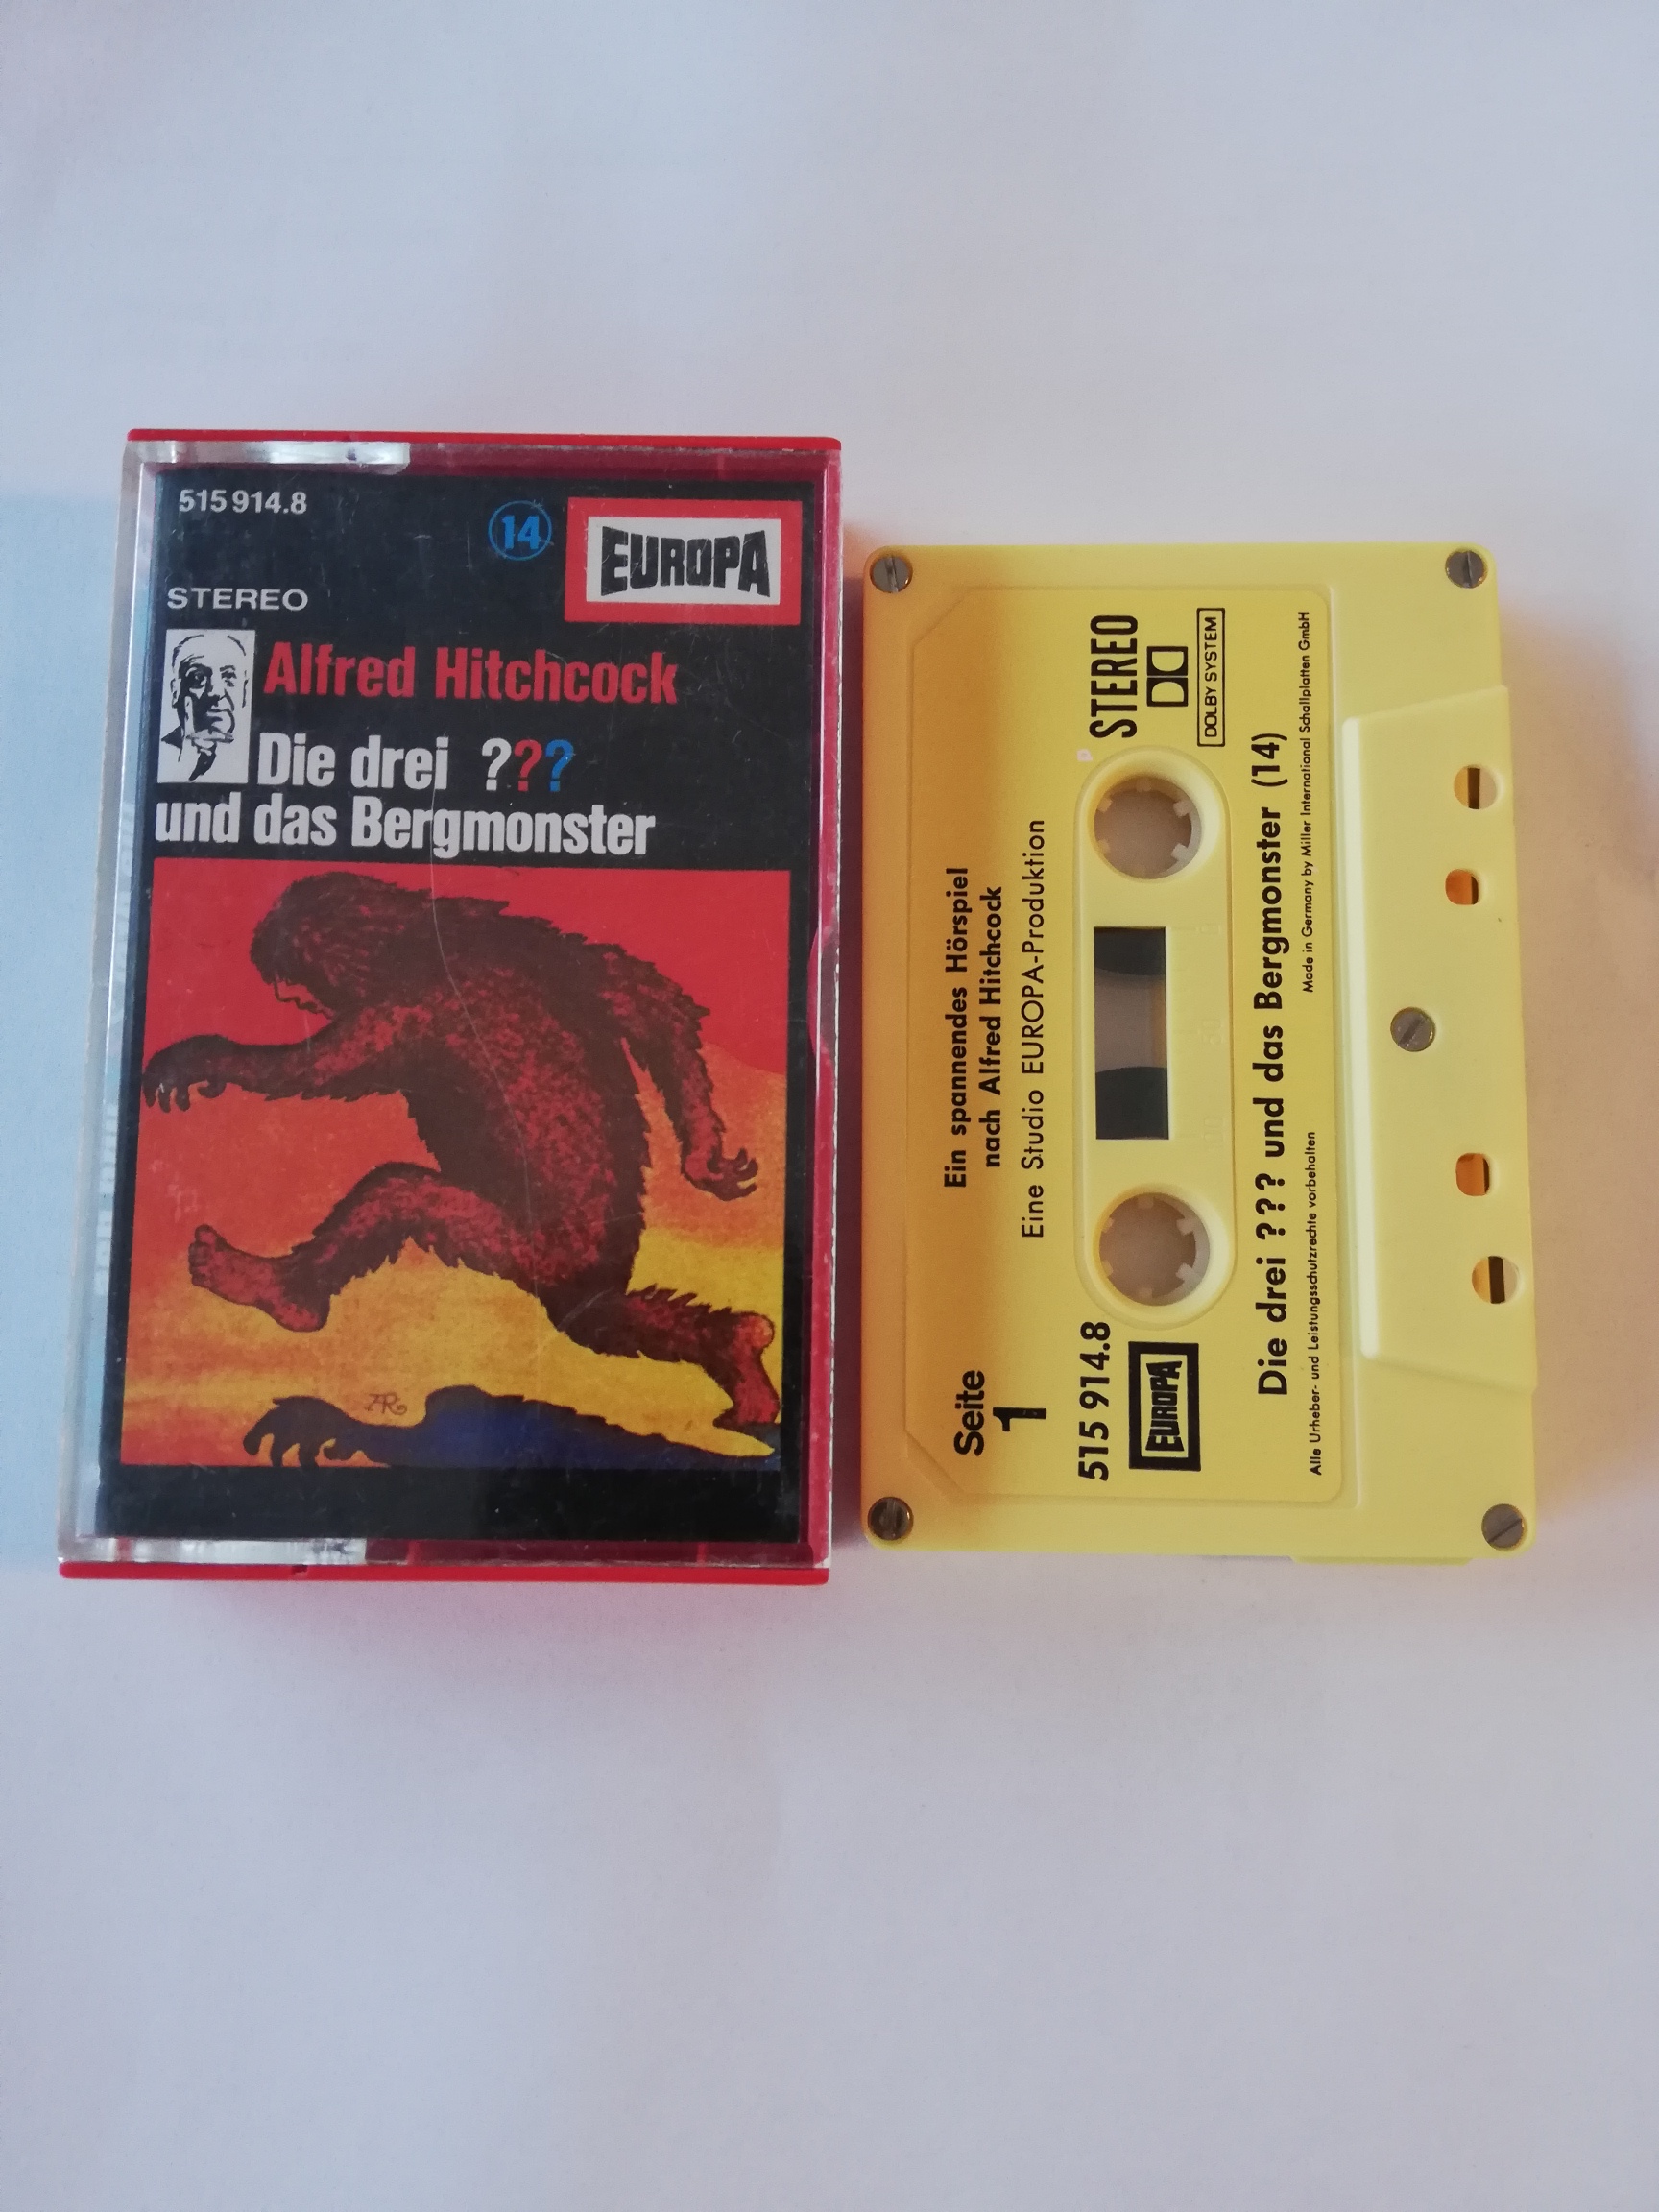 515 914.8
14
EUROPA
STEREO
Alfred Hitchcock
Die drei ???
und das Bergmonster
AR
Ein spannendes Hörspiel
nach Alfred Hitchcock
Eine Studio EUROPA-Produktion
Seite
1
515 914.8
EUROPA
STEREO
DOLBY SYSTEM
Die drei ??? und das Bergmonster (14)
Alle Urheber- und Leistungsschutzrechte vorbehalten
Made in Germany by Miller International Schallplatten GmbH